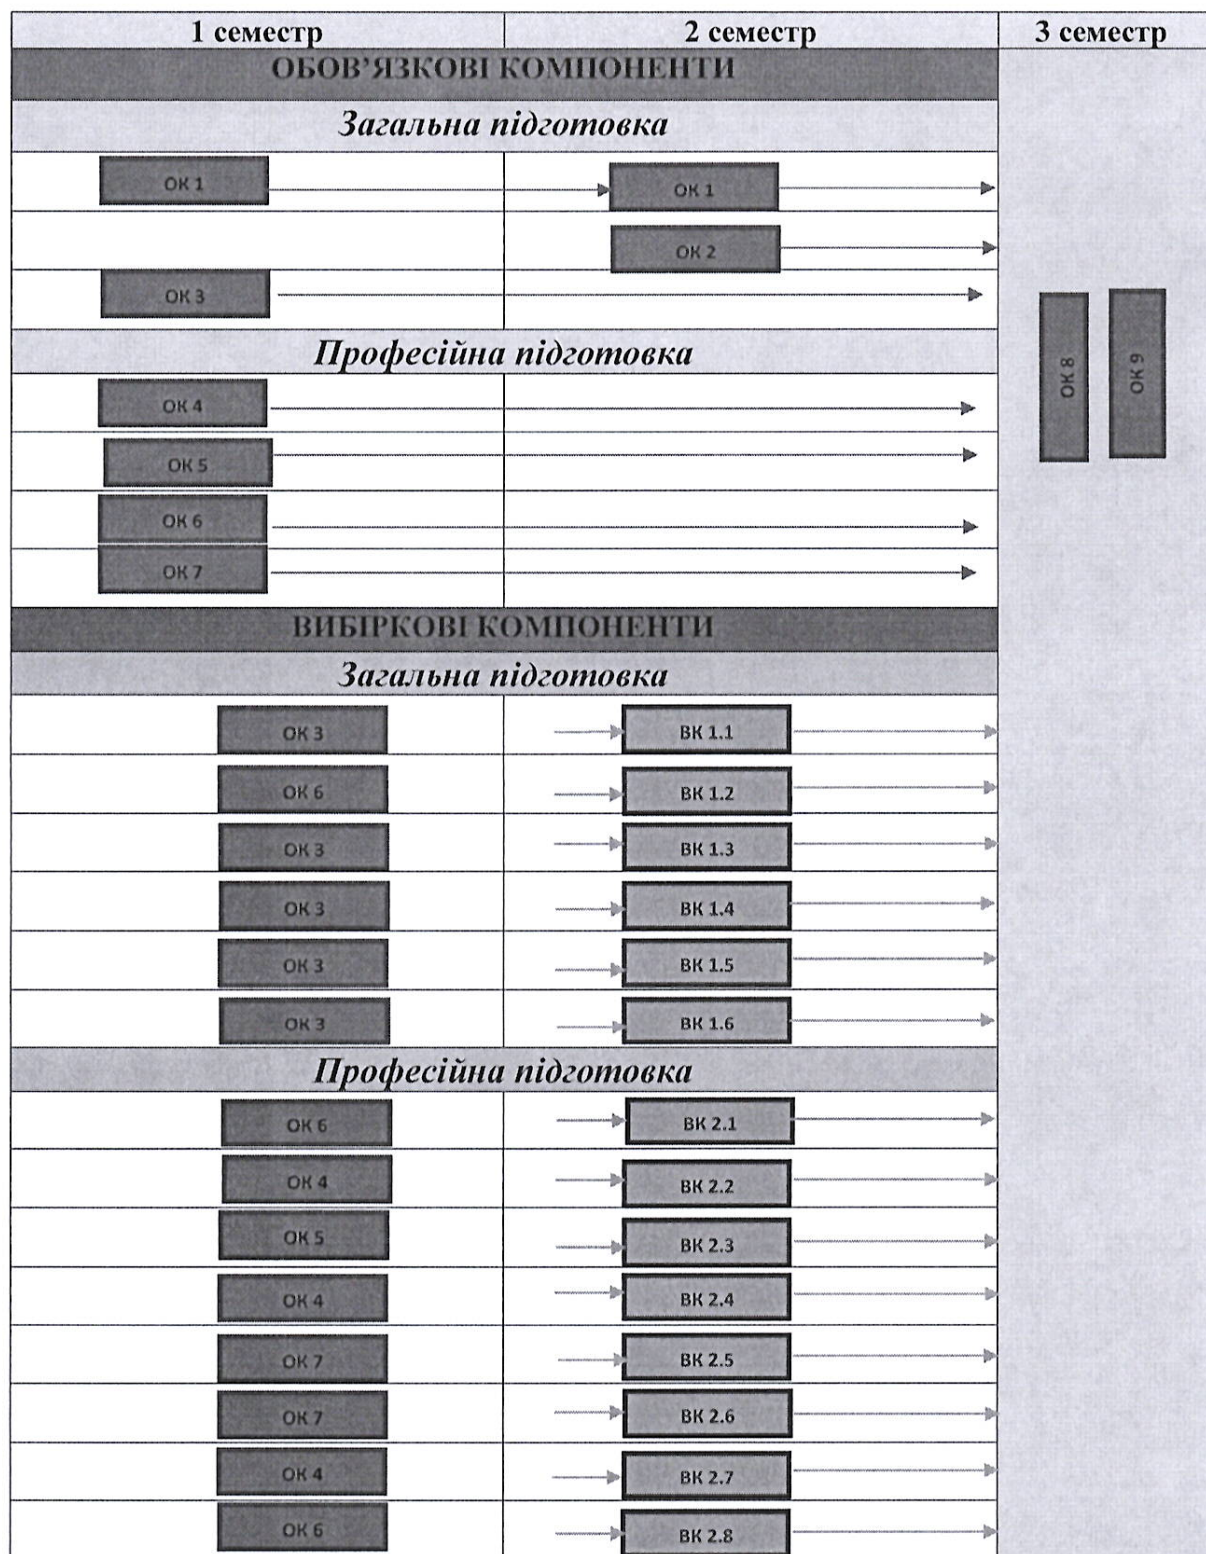 1 семестр 2 семестр 3 семестр
ОБОВ’ЯЗКОВІ КОМПОНЕНТИ
Загальна підготовка
ОК 1 ОК 1
ОК 2
ОК 3
Професійна підготовка
ОК 4
ОК 5
ОК 6
ОК 7
ОК 8
ОК 9
ВИБІРКОВІ КОМПОНЕНТИ
Загальна підготовка
ОК 3 ВК 1.1
ОК 6 ВК 1.2
ОК 3 ВК 1.3
ОК 3 ВК 1.4
ОК 3 ВК 1.5
ОК 3 ВК 1.6
Професійна підготовка
ОК 6 ВК 2.1
ОК 4 ВК 2.2
ОК 5 ВК 2.3
ОК 4 ВК 2.4
ОК 7 ВК 2.5
ОК 7 ВК 2.6
ОК 4 ВК 2.7
ОК 6 ВК 2.8